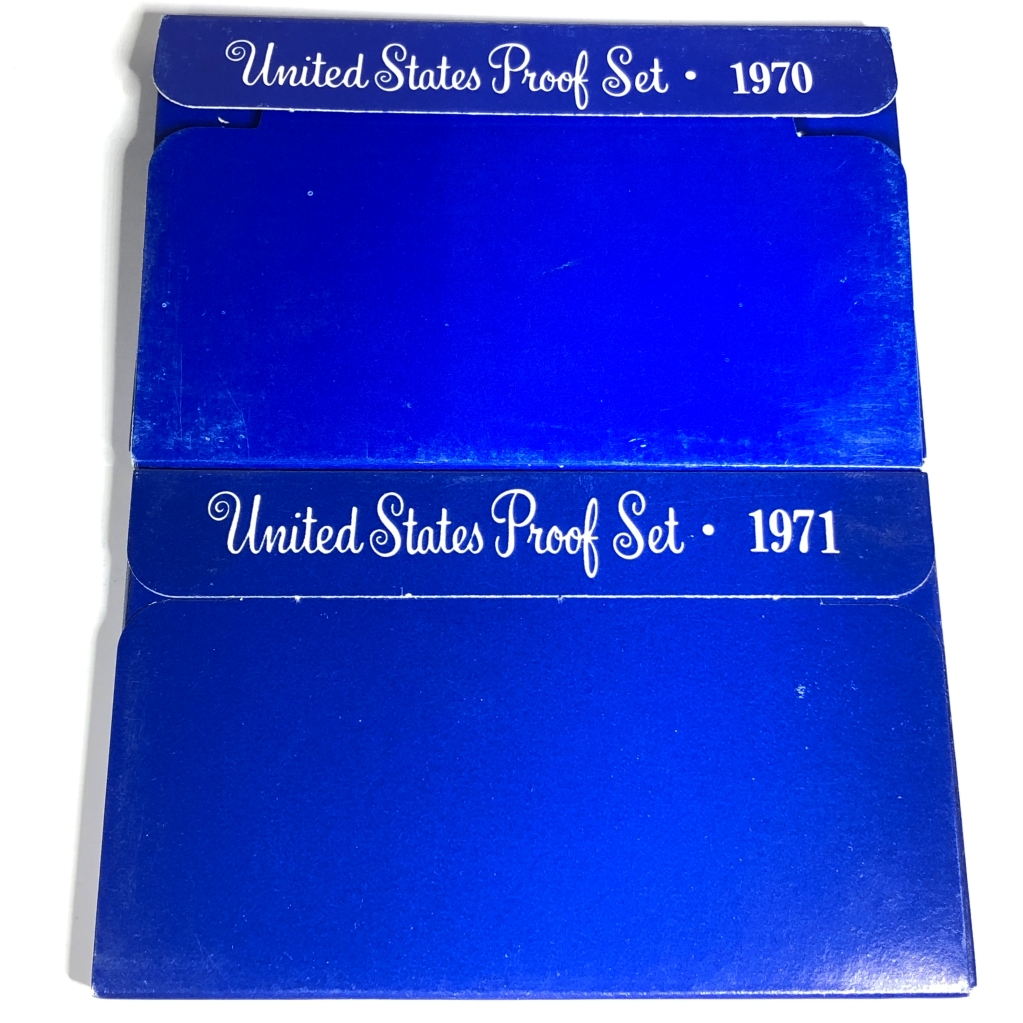 United States Proof Set • 1970
United States Proof Set • 1971